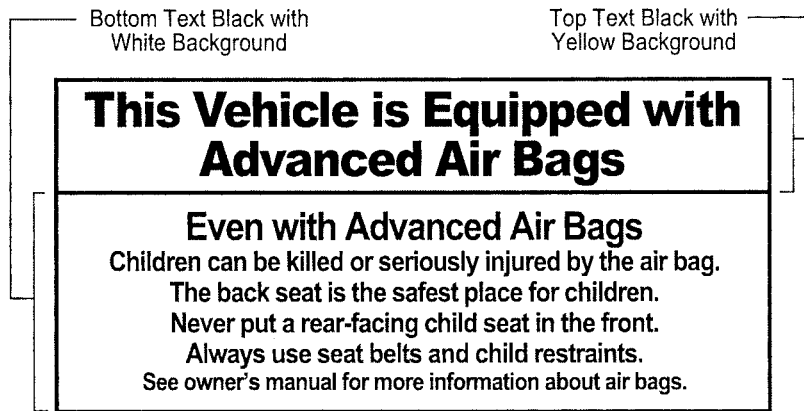 Bottom Text Black with
White Background
Top Text Black with
Yellow Background
This Vehicle is Equipped with
Advanced Air Bags
Even with Advanced Air Bags
Children can be killed or seriously injured by the air bag.
The back seat is the safest place for children.
Never put a rear-facing child seat in the front.
Always use seat belts and child restraints.
See owner's manual for more information about air bags.